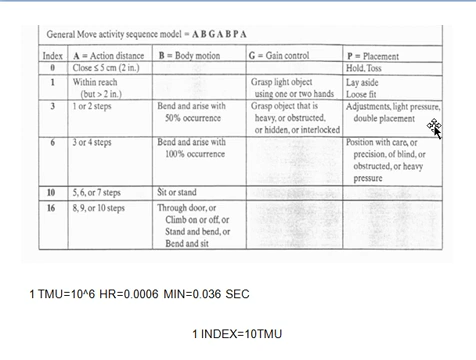 General Move activity sequence model = A B G A B P A
Index A = Action distance B = Body motion G = Gain control P = Placement
0 Close ≤ 5 cm (2 in.) Hold, Toss
1 Within reach Grasp light object Lay aside
(but > 2 in.) using one or two hands Loose fit
3 1 or 2 steps Bend and arise with Grasp object that is Adjustments, light pressure,
50% occurrence heavy, or obstructed, double placement
or hidden, or interlocked
6 3 or 4 steps Bend and arise with Position with care, or
100% occurrence precision, of blind, or
obstructed, or heavy
pressure
10 5, 6, or 7 steps Sit or stand
16 8, 9, or 10 steps Through door, or
Climb on or off, or
Stand and bend, or
Bend and sit
1 TMU=10^6 HR=0.0006 MIN=0.036 SEC
1 INDEX=10TMU